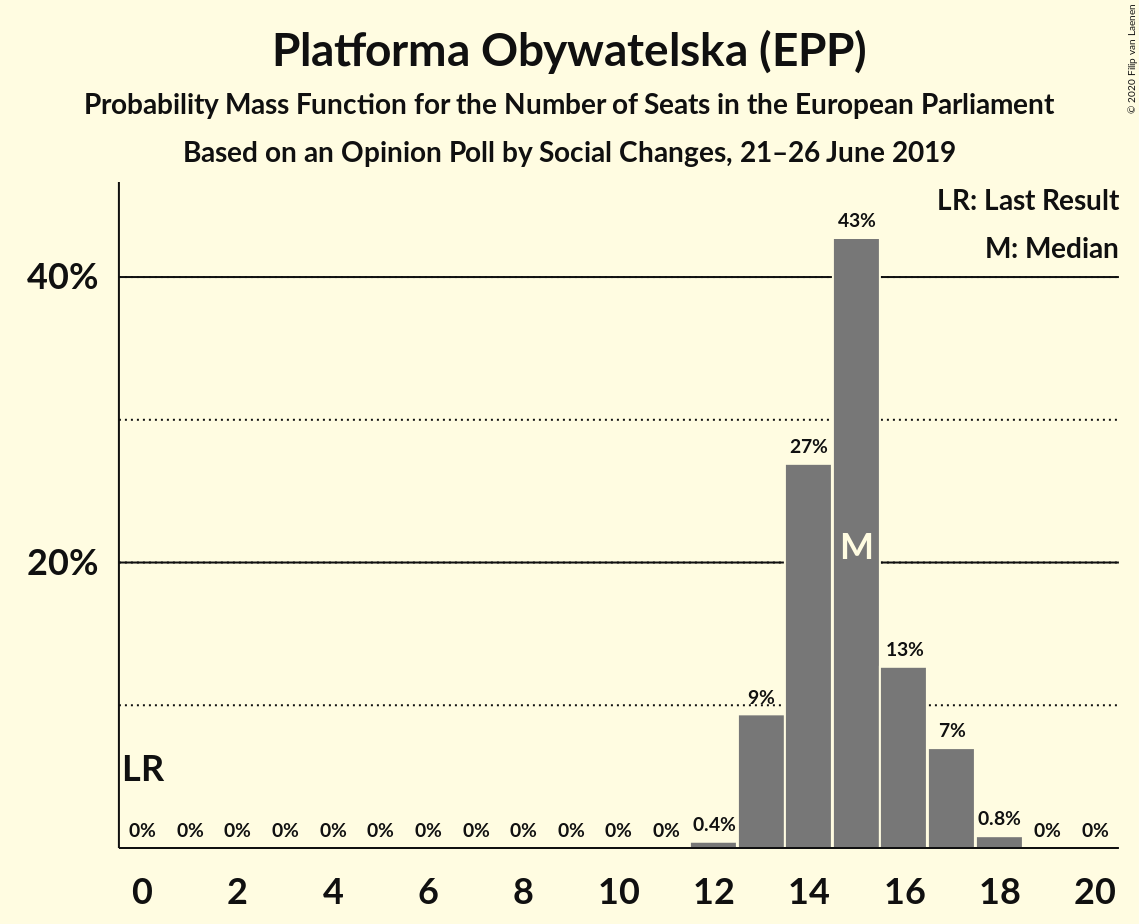 Platforma Obywatelska (EPP)
Probability Mass Function for the Number of Seats in the European Parliament
Based on an Opinion Poll by Social Changes, 21–26 June 2019
© 2020 Filip van Laenen
LR: Last Result
M: Median
43%
40%
27%
M
20%
13%
9%
7%
LR
0% 0% 0% 0% 0% 0% 0% 0% 0% 0% 0% 0% 0.4% 0.8% 0% 0%
0 2 4 6 8 10 12 14 16 18 20